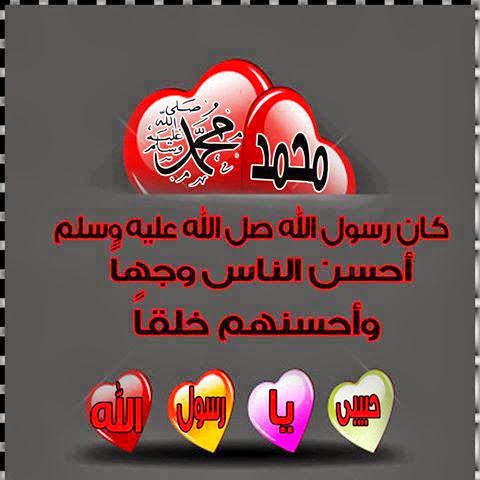 محمد صلى الله عليه وسلم محمد
كان رسول الله صل الله عليه وسلم
أحسن الناس وجهاً
وأحسنهم خلقاً
حبيبى يا رسول الله